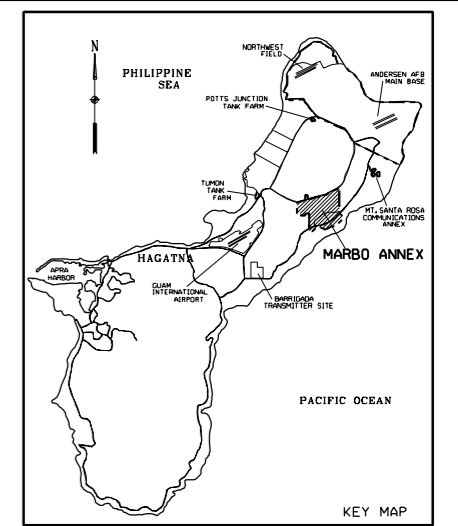 N
PHILIPPINE
SEA
NORTHWEST
FIELD
ANDERSEN AFB
MAIN BASE
POTTS JUNCTION
TANK FARM
TUMON
TANK
FARM
MT. SANTA ROSA
COMMUNICATIONS
ANNEX
MARBO ANNEX
HAGATNA
APRA
HARBOR
GUAM
INTERNATIONAL
AIRPORT
BARRIGADA
TRANSMITTER SITE
PACIFIC OCEAN
KEY MAP